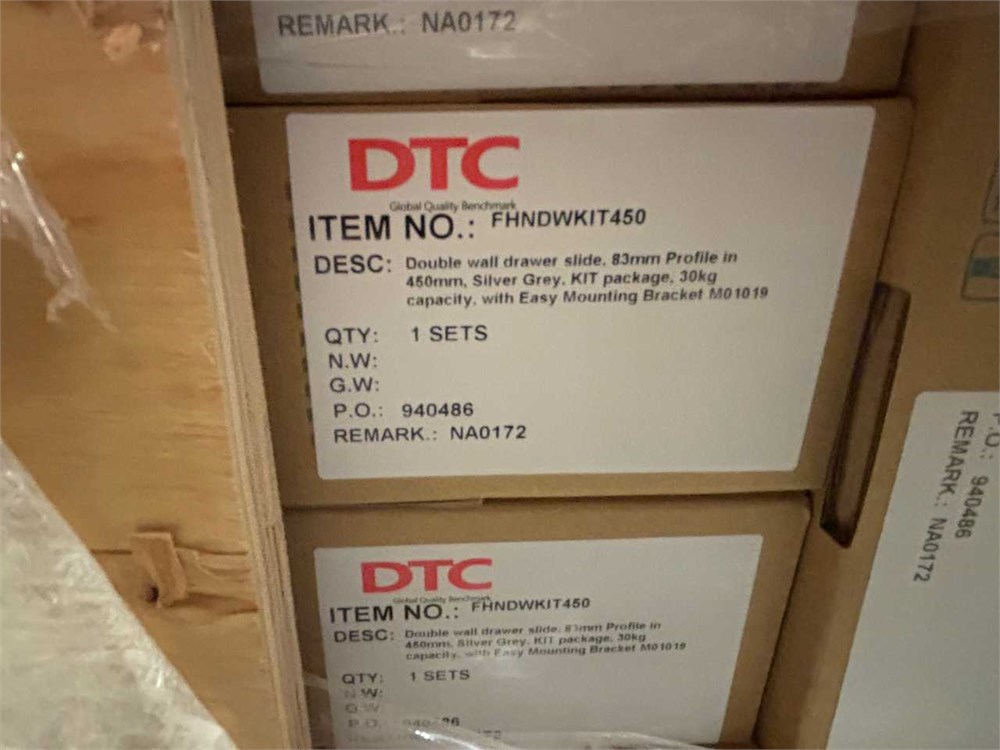 REMARK.: NA0172
DTC
Global Quality Benchmark
ITEM NO.: FHNDWKIT450
DESC: Double wall drawer slide, 83mm Profile in
450mm, Silver Grey, KIT package, 30kg
capacity, with Easy Mounting Bracket M01019
QTY: 1 SETS
N.W:
G.W:
P.O.: 940486
REMARK.: NA0172
DTC
Global Quality Benchmark
ITEM NO.: FHNDWKIT450
DESC: Double wall drawer slide, 83mm Profile in
450mm, Silver Grey, KIT package, 30kg
capacity, with Easy Mounting Bracket M01019
QTY: 1 SETS
N.W:
G.W:
P.O.: 940486
REMARK.: NA0172